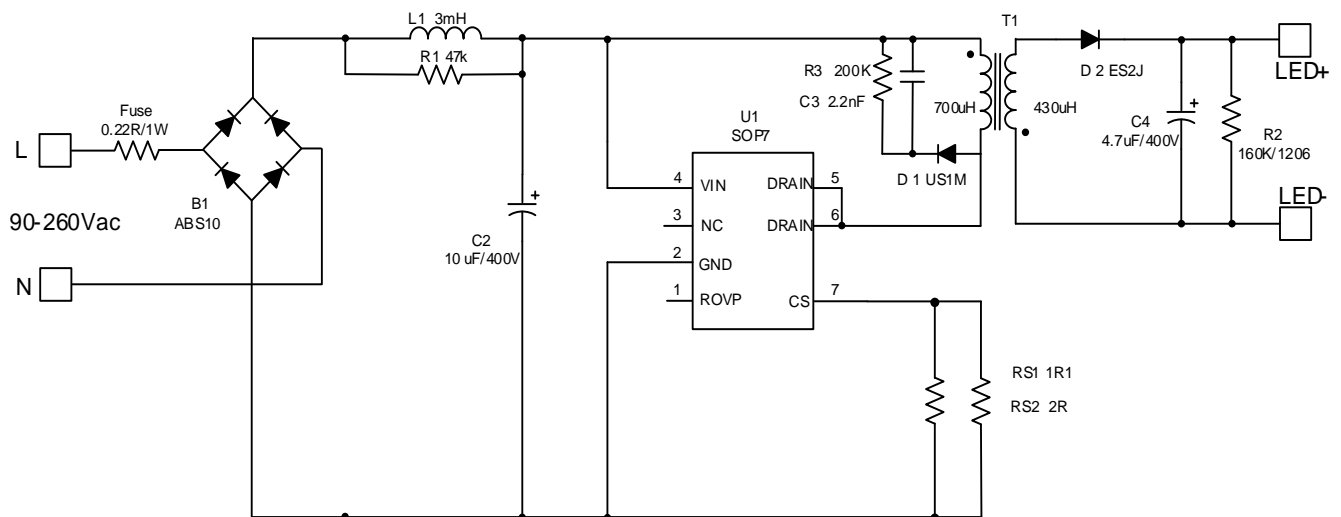 L1 3mH
R1 47k
T1
R3 200K
C3 2.2nF
700uH
430uH
D 2 ES2J
LED+
Fuse
0.22R/1W
L
C4
4.7uF/400V
R2
160K/1206
U1
SOP7
D 1 US1M
4
VIN
DRAIN
5
LED-
B1
ABS10
90-260Vac
C2
10 uF/400V
3
NC
DRAIN
6
2
GND
N
1
ROVP
CS
7
RS1 1R1
RS2 2R